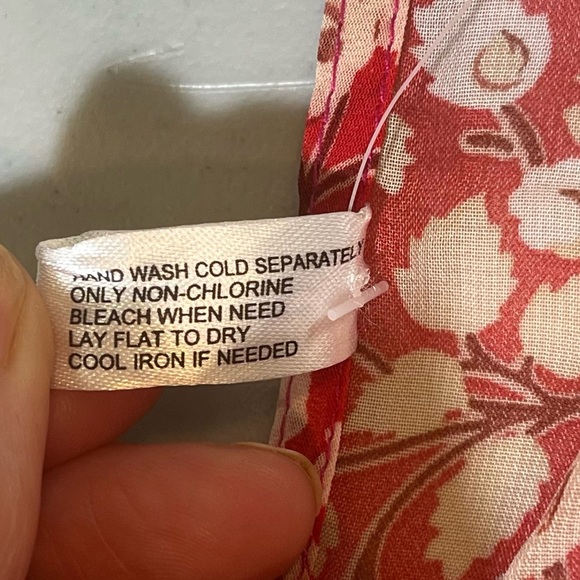 HAND WASH COLD SEPARATELY
ONLY NON-CHLORINE
BLEACH WHEN NEED
LAY FLAT TO DRY
COOL IRON IF NEEDED